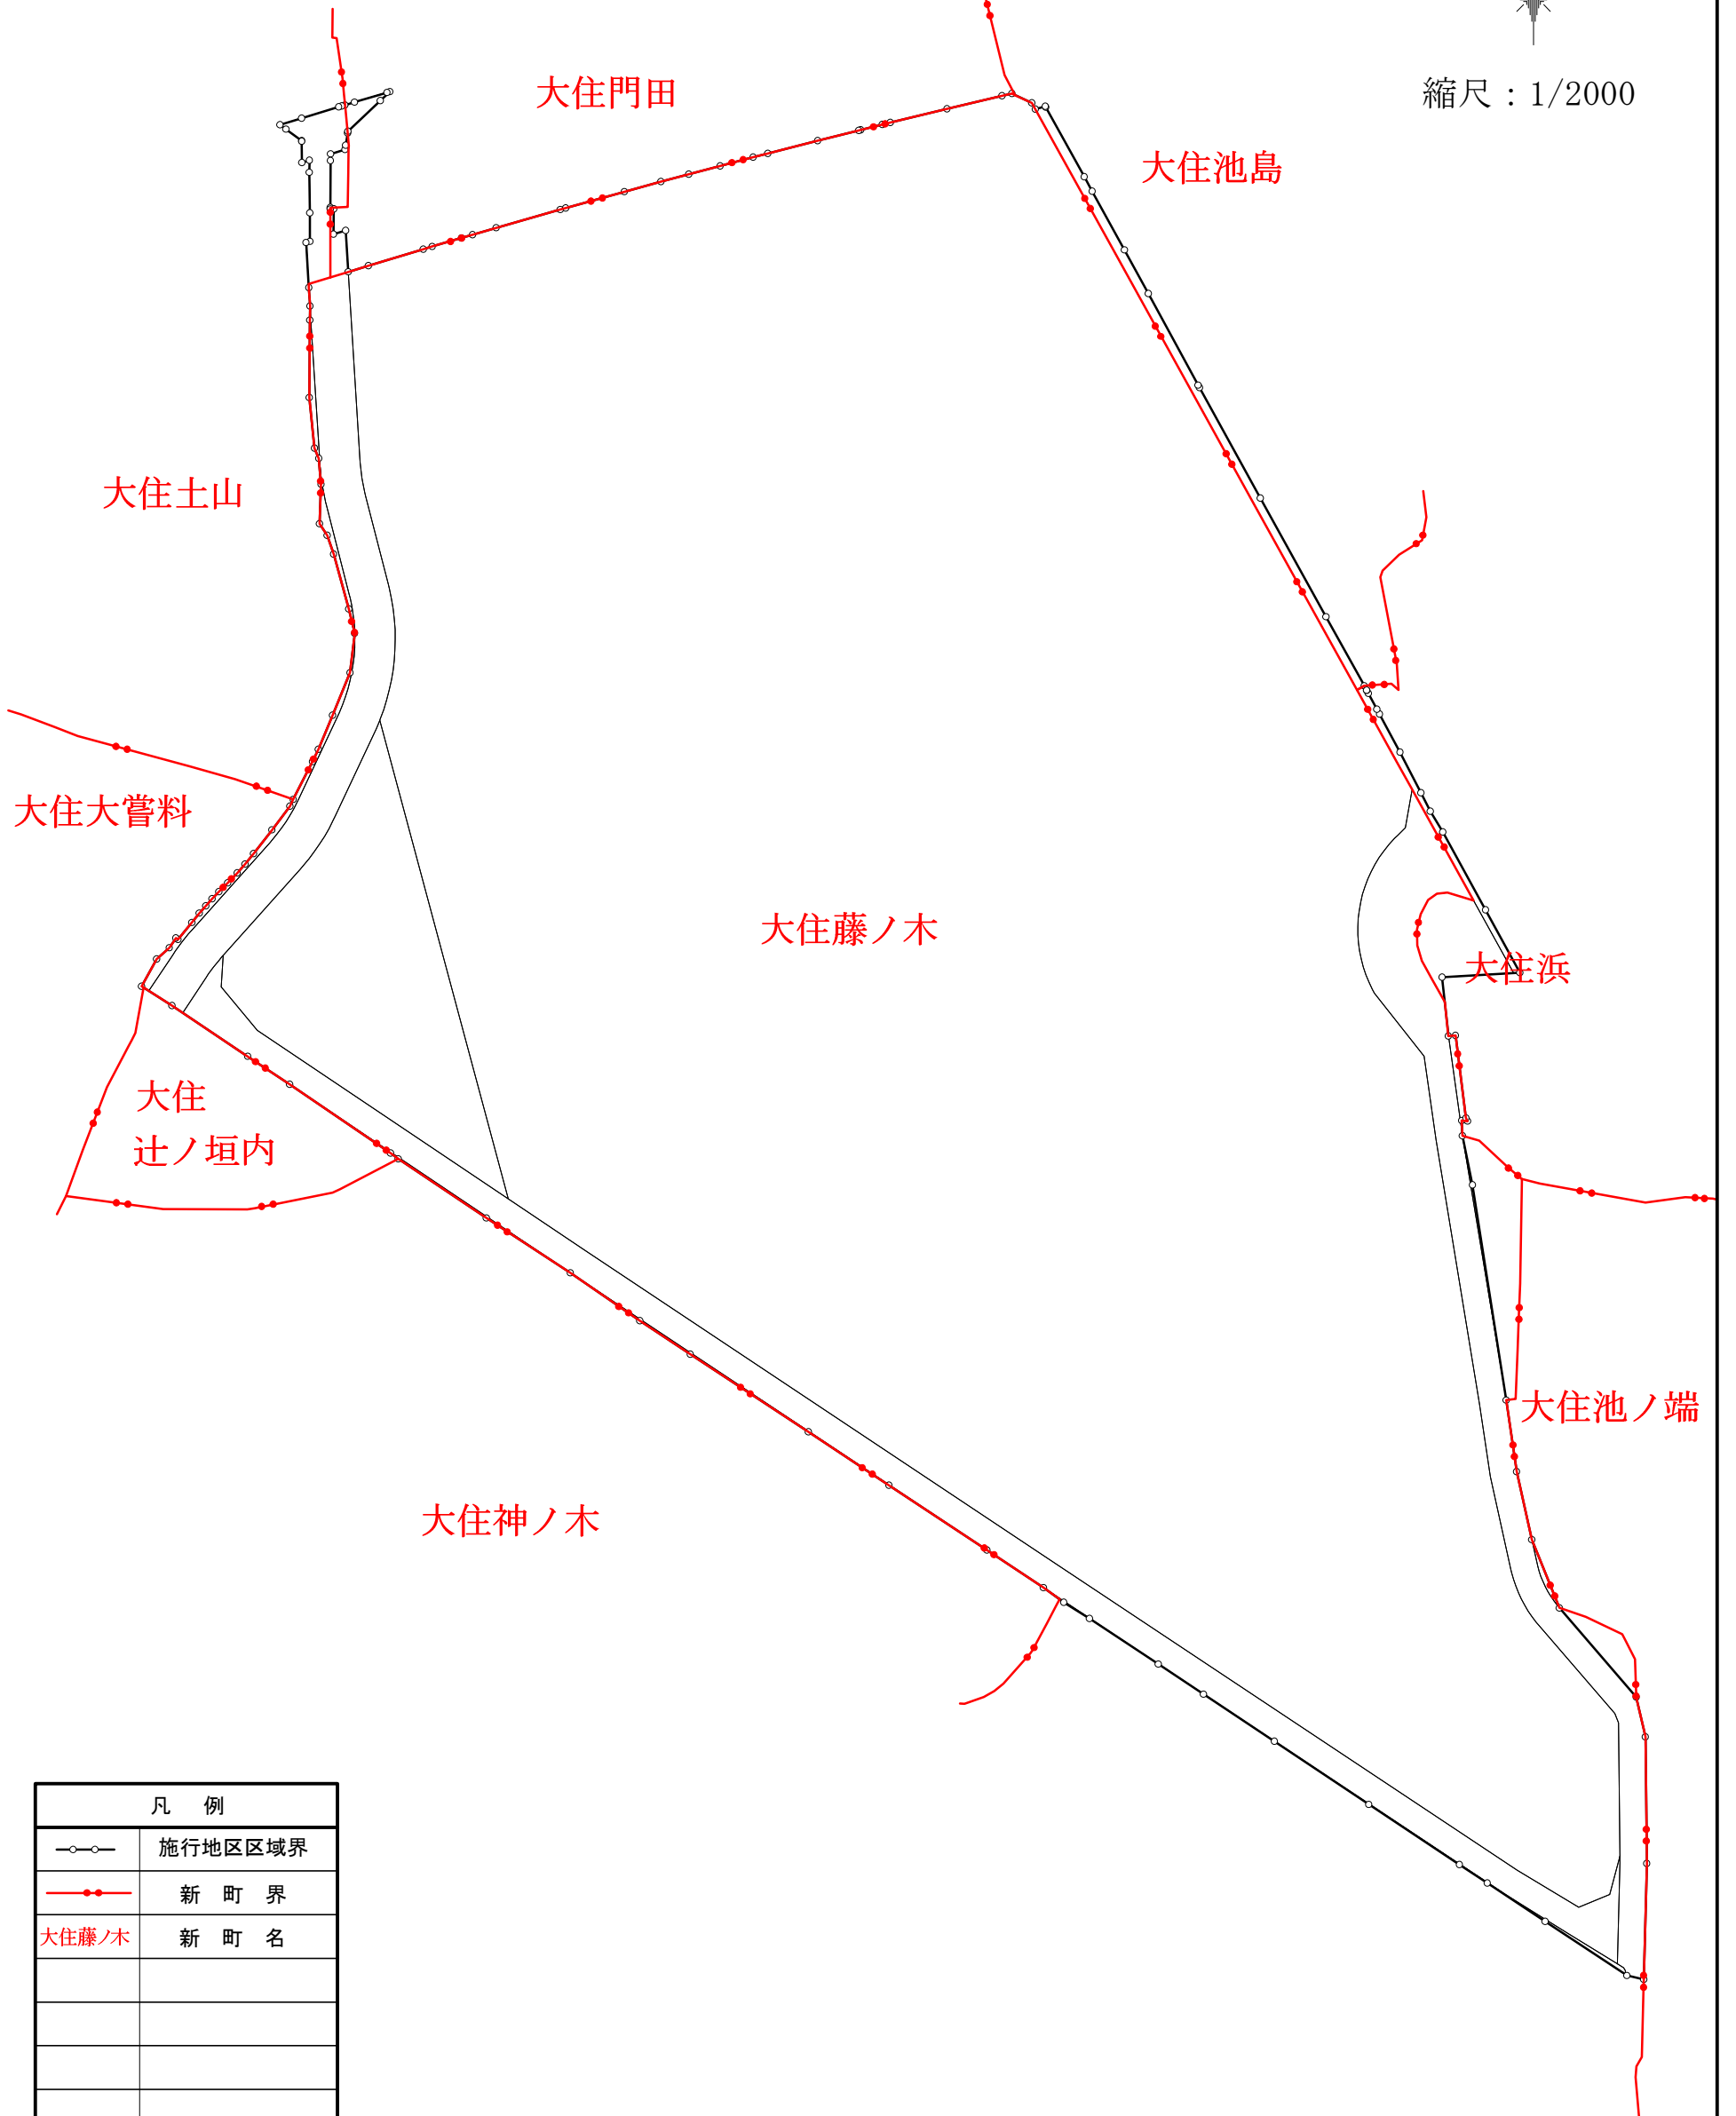 大住門田
縮尺：1/2000
大住池島
大住土山
大住大嘗料
大住藤ノ木
大住浜
大住
辻ノ垣内
大住池ノ端
大住神ノ木
凡 例
施行地区区域界
新 町 界
大住藤ノ木 新 町 名